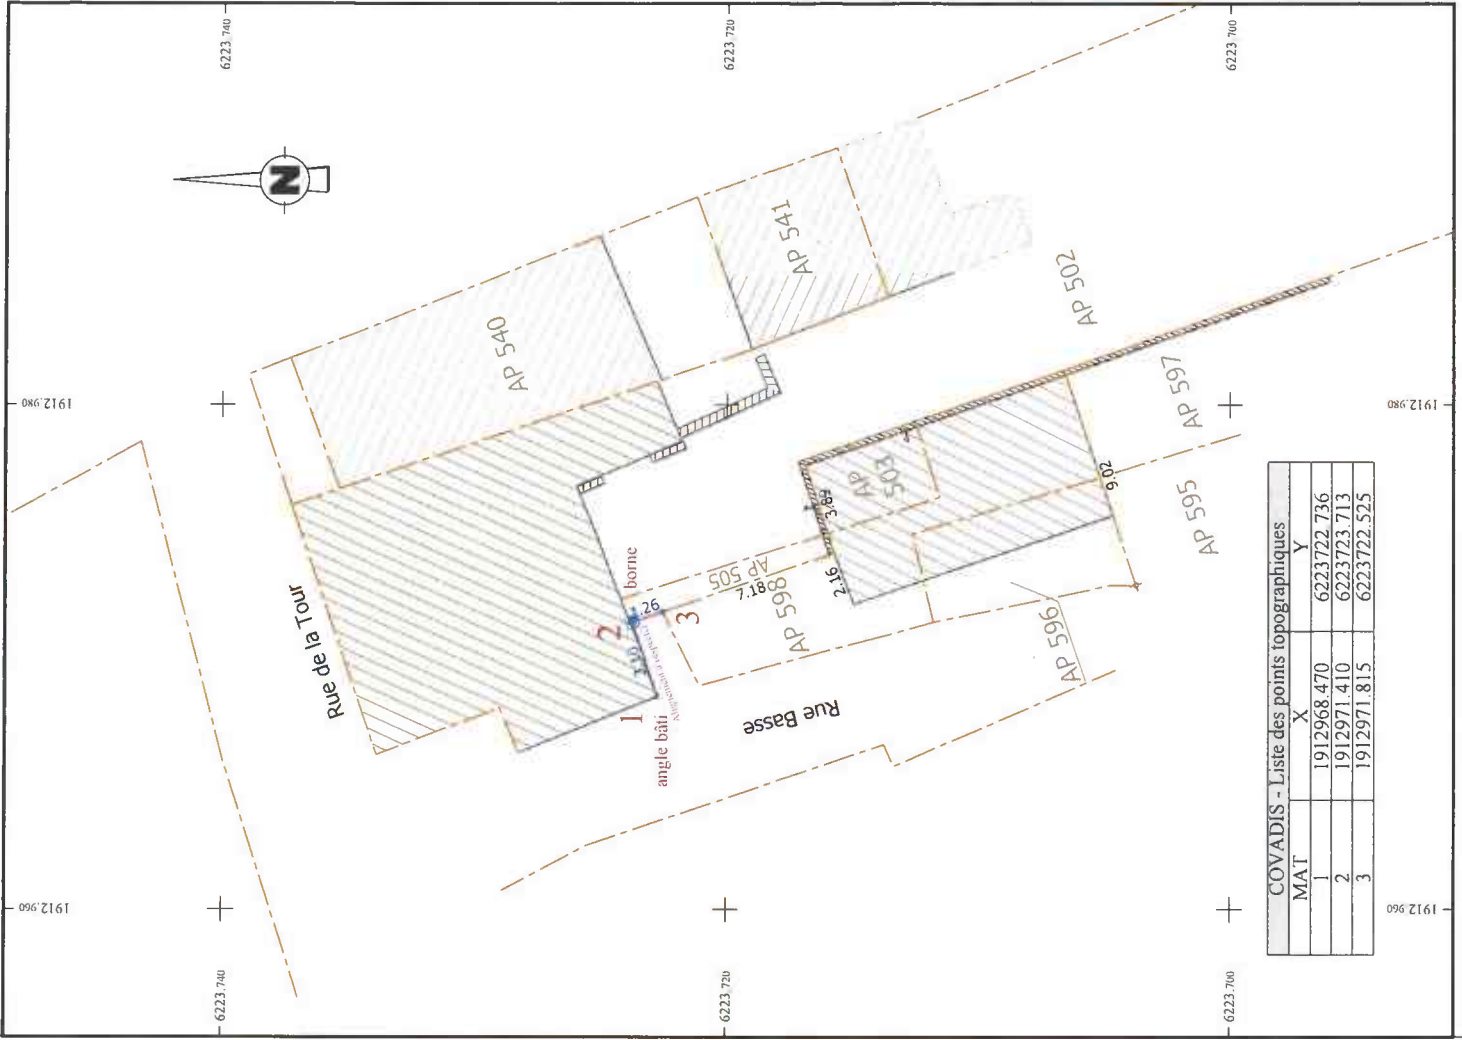 6223.740
6223.720
6223.700
N
1912.980
1912.980
AP 540
AP 541
AP 502
AP 597
Rue de la Tour
borne
2
3.10
.26
3
1
angle bâti
AP 505
7.18
AP 598
2.16
3.89
AP
503
9.02
AP 595
AP 596
Rue Basse
COVADIS - Liste des points topographiques
MAT X Y
1 1912968.470 6223722.736
2 1912971.410 6223723.713
3 1912971.815 6223722.525
1912.960
1912.960
6223.740
6223.720
6223.700